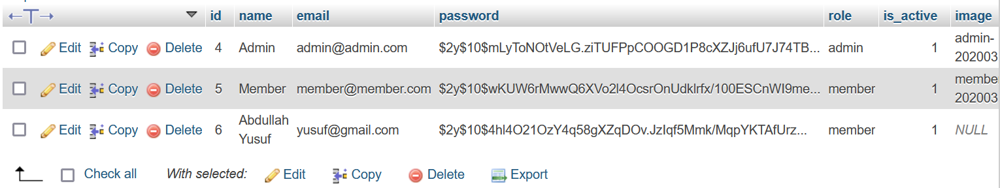 id name email password role is_active image
Edit Copy Delete 4 Admin admin@admin.com $2y$10$mLyToNOtVeLG.ziTUFPpCOOGD1P8cXZJj6ufU7J74TB... admin 1 admin-
202003
Edit Copy Delete 5 Member member@member.com $2y$10$wKUW6rMwwQ6XVo2l4OcsrOnUdklrfx/100ESCnWI9me... member 1 membe
202003
Edit Copy Delete 6 Abdullah Yusuf yusuf@gmail.com $2y$10$4hl4O21OzY4q58gXZqDOv.JzIqf5Mmk/MqpYKTAfUrz... member 1 NULL
Check all With selected: Edit Copy Delete Export